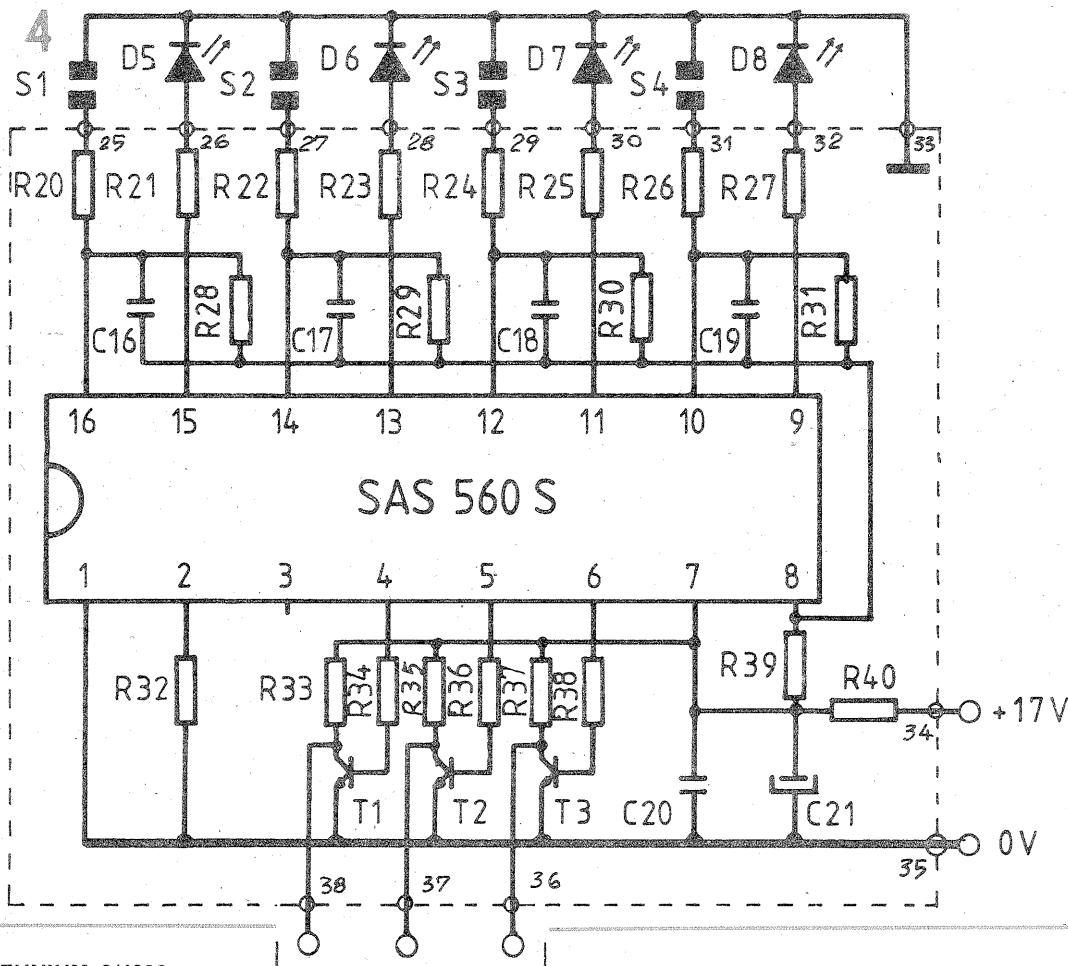 4
D5 D6 D7 D8
S1 S2 S3 S4
25 26 27 28 29 30 31 32 33
R20 R21 R22 R23 R24 R25 R26 R27
C16 R28 C17 R29 C18 R30 C19 R31
16 15 14 13 12 11 10 9
SAS 560 S
1 2 3 4 5 6 7 8
R32 R33 R34 R35 R36 R37 R38 R39 R40
+17V
34
T1 T2 T3 C20 C21
0V
35
38 37 36